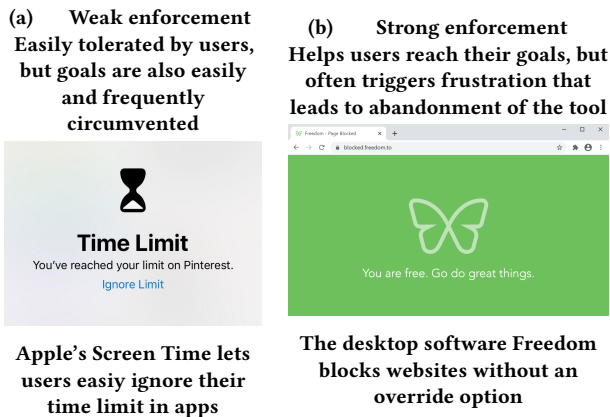 (a) Weak enforcement
Easily tolerated by users,
but goals are also easily
and frequently
circumvented
Time Limit
You've reached your limit on Pinterest.
Ignore Limit
Apple's Screen Time lets
users easiy ignore their
time limit in apps
(b) Strong enforcement
Helps users reach their goals, but
often triggers frustration that
leads to abandonment of the tool
Freedom - Page Blocked
blocked.freedom.to
You are free. Go do great things.
The desktop software Freedom
blocks websites without an
override option